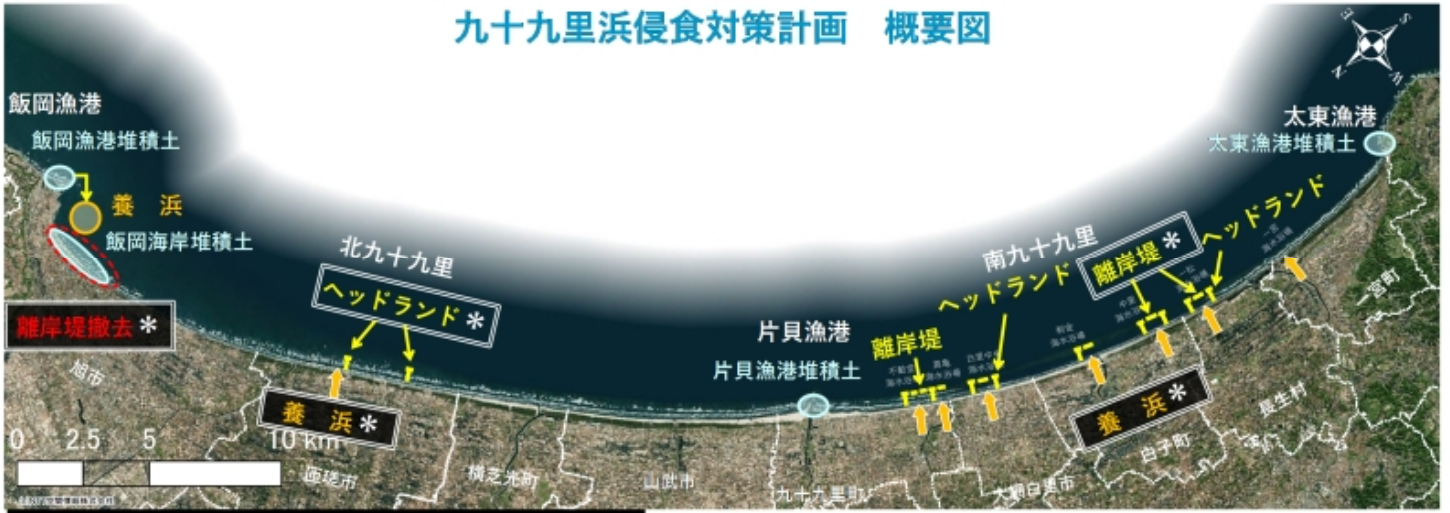 九十九里浜侵食対策計画　概要図
E
S
N
W
飯岡漁港
飯岡漁港堆積土
養　浜
飯岡海岸堆積土
離岸堤撤去＊
北九十九里
ヘッドランド＊
養　浜＊
片貝漁港
片貝漁港堆積土
南九十九里
離岸堤
ヘッドランド
離岸堤＊
ヘッドランド
養　浜＊
太東漁港
太東漁港堆積土
旭市
匝瑳市
横芝光町
山武市
九十九里町
大網白里市
白子町
長生村
一宮町
0　2.5　5　10 km